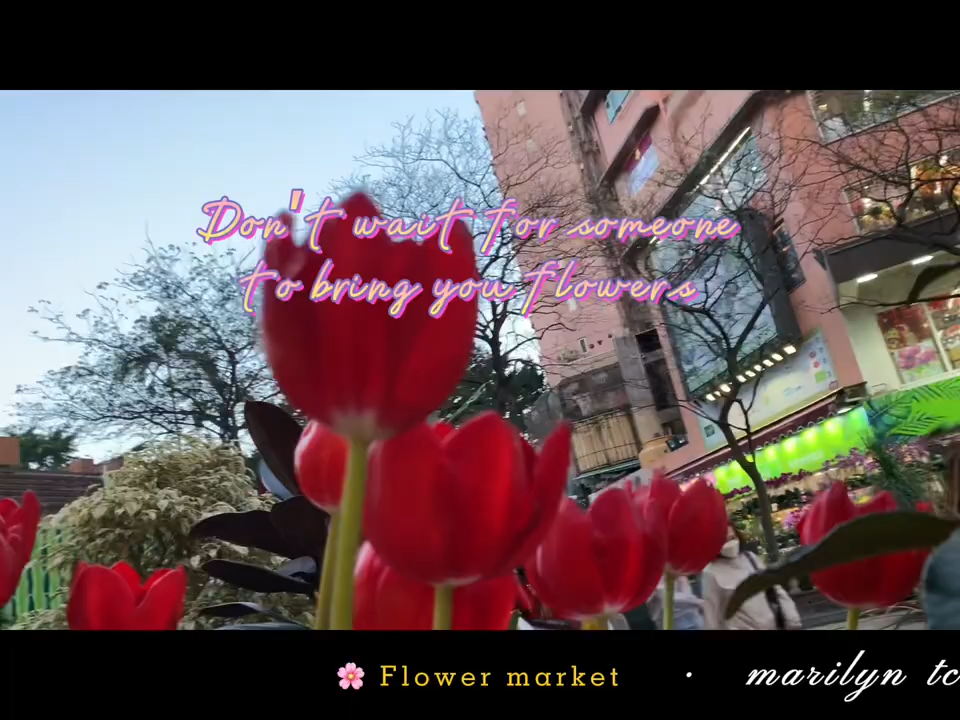 Don't wait for someone
to bring you flowers
🌸 Flower market · marilyn tc